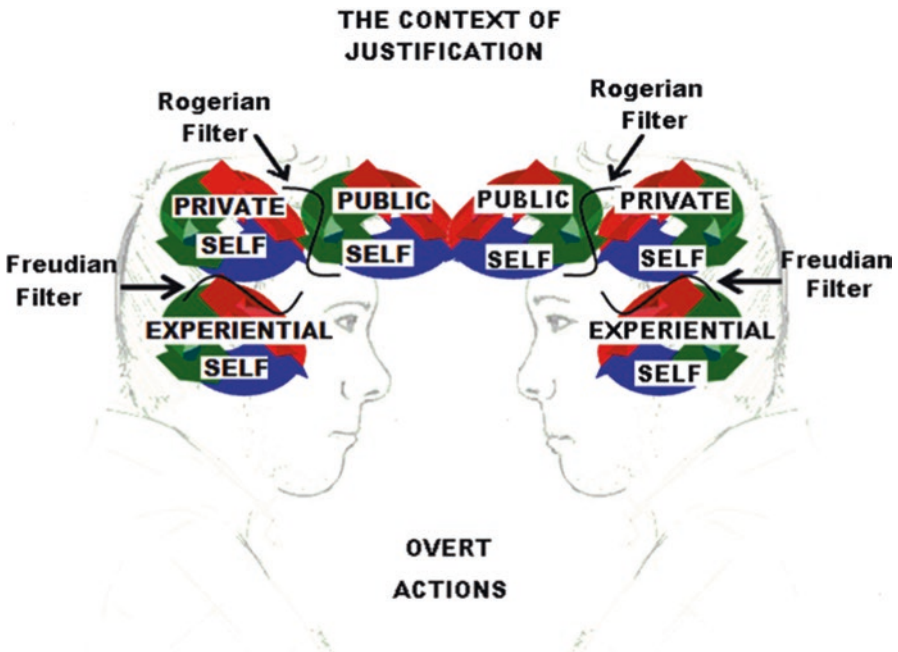 THE CONTEXT OF
JUSTIFICATION
Rogerian
Filter
Rogerian
Filter
PRIVATE
SELF
PUBLIC
SELF
PUBLIC
SELF
PRIVATE
SELF
Freudian
Filter
Freudian
Filter
EXPERIENTIAL
SELF
EXPERIENTIAL
SELF
OVERT
ACTIONS